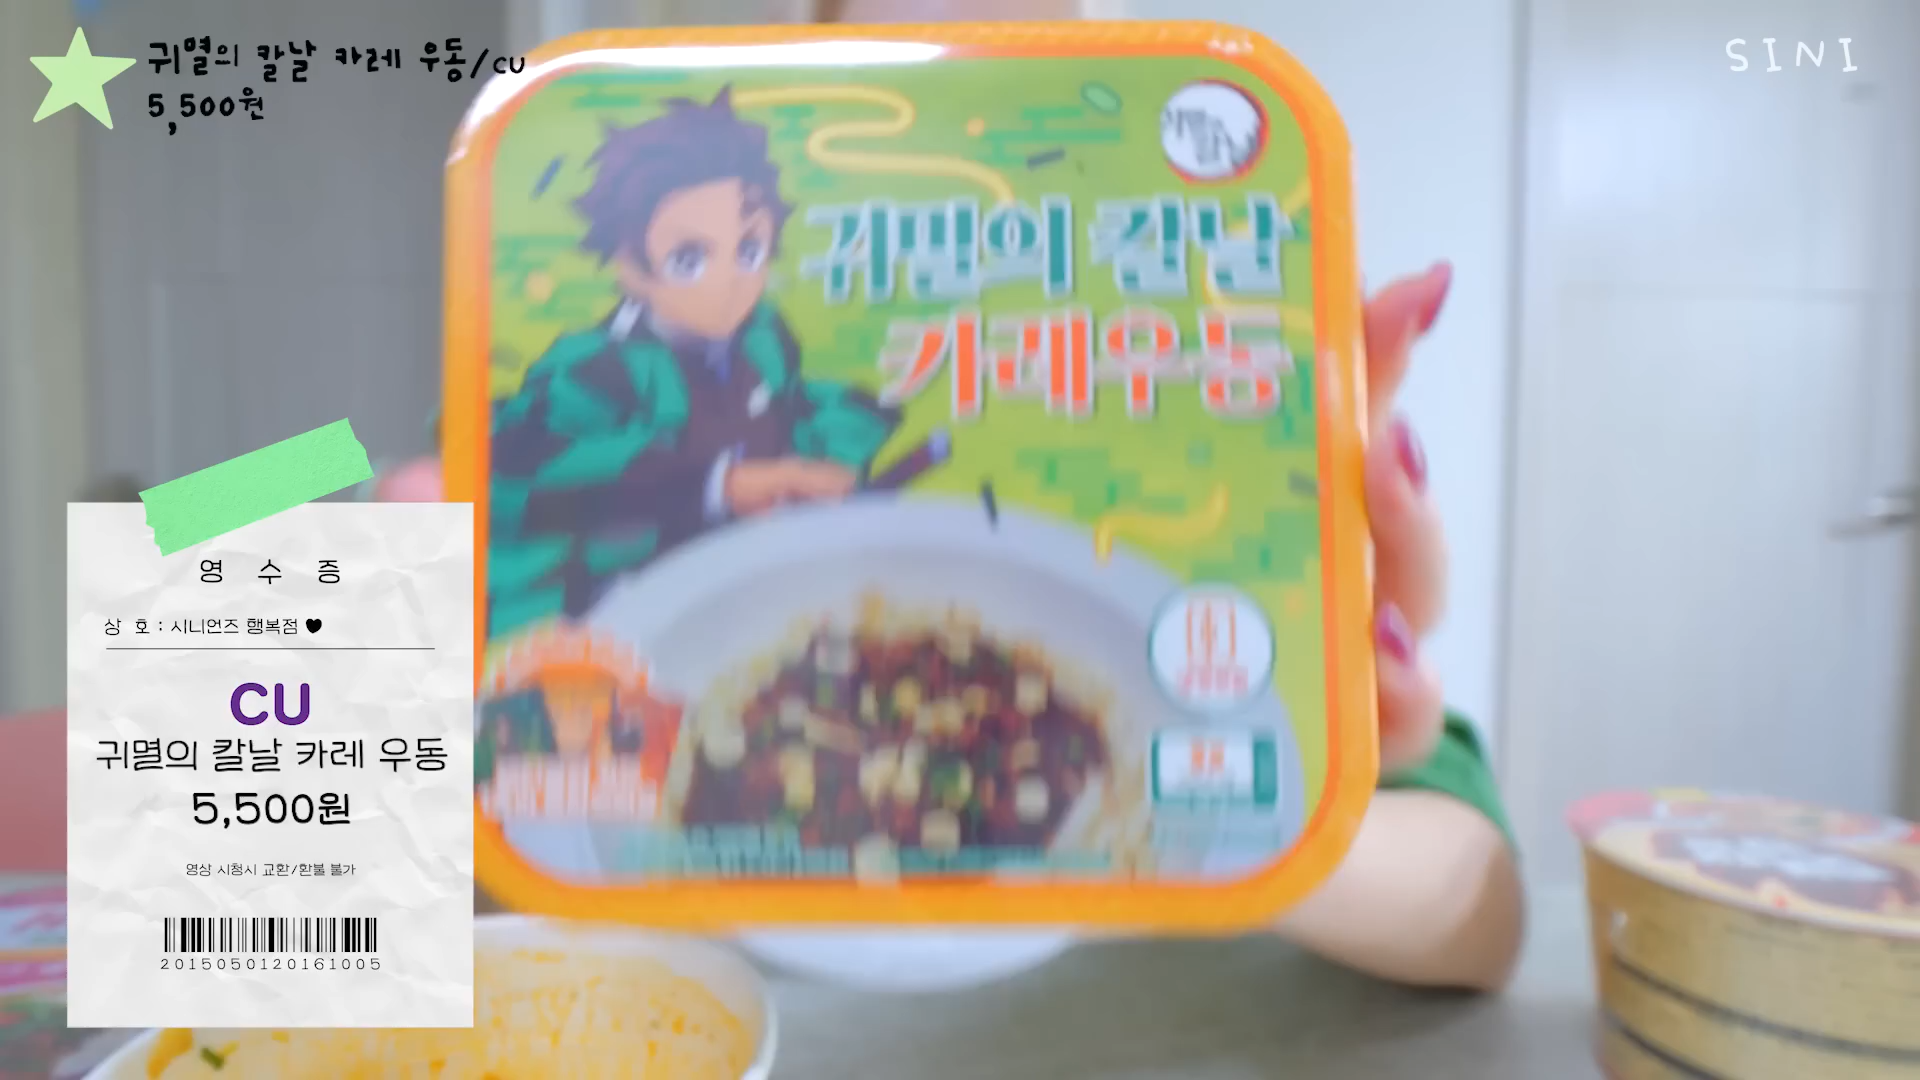 귀멸의 칼날 카레 우동/cu
5,500원
SINI
귀멸의 칼날
카레우동
영 수 증
상 호 : 시니언즈 행복점 ♥
CU
귀멸의 칼날 카레 우동
5,500원
영상 시청시 교환/환불 불가
2015050120161005